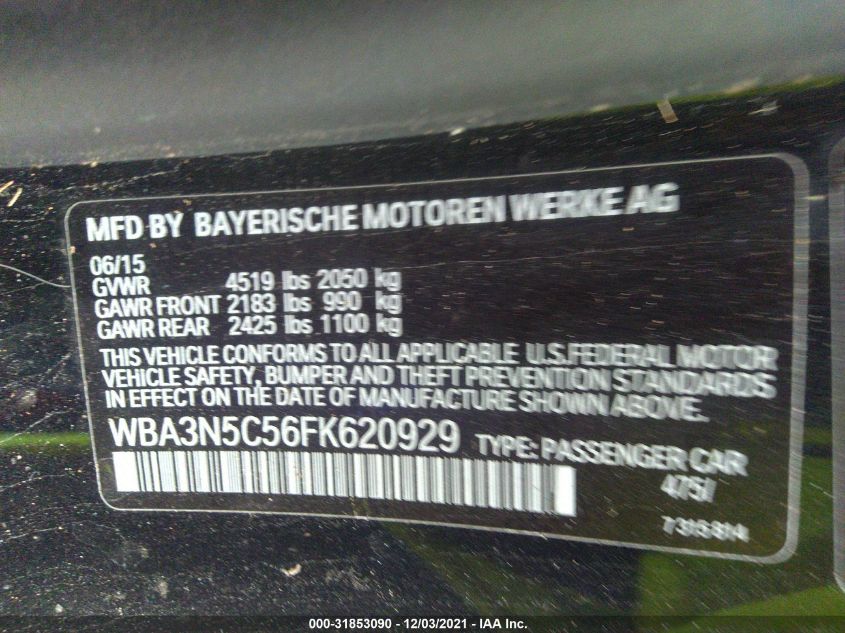 MFD BY BAYERISCHE MOTOREN WERKE AG
06/15
GVWR 4519 lbs 2050 kg
GAWR FRONT 2183 lbs 990 kg
GAWR REAR 2425 lbs 1100 kg
THIS VEHICLE CONFORMS TO ALL APPLICABLE U.S.FEDERAL MOTOR
VEHICLE SAFETY, BUMPER AND THEFT PREVENTION STANDARDS
IN EFFECT ON THE DATE OF MANUFACTURE SHOWN ABOVE.
WBA3N5C56FK620929 TYPE: PASSENGER CAR
475/
7315914
000-31853090 - 12/03/2021 - IAA Inc.